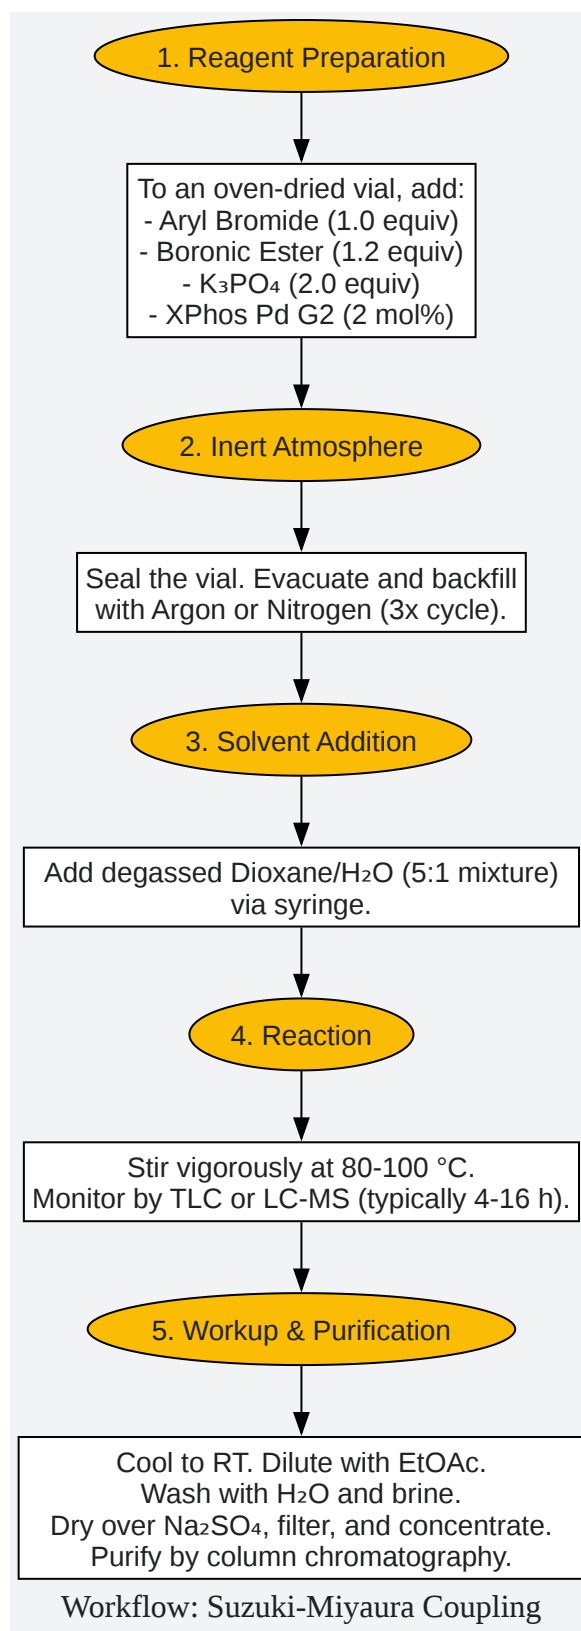 1. Reagent Preparation
To an oven-dried vial, add:
- Aryl Bromide (1.0 equiv)
- Boronic Ester (1.2 equiv)
- K₃PO₄ (2.0 equiv)
- XPhos Pd G2 (2 mol%)
2. Inert Atmosphere
Seal the vial. Evacuate and backfill
with Argon or Nitrogen (3x cycle).
3. Solvent Addition
Add degassed Dioxane/H₂O (5:1 mixture)
via syringe.
4. Reaction
Stir vigorously at 80-100 °C.
Monitor by TLC or LC-MS (typically 4-16 h).
5. Workup & Purification
Cool to RT. Dilute with EtOAc.
Wash with H₂O and brine.
Dry over Na₂SO₄, filter, and concentrate.
Purify by column chromatography.
Workflow: Suzuki-Miyaura Coupling